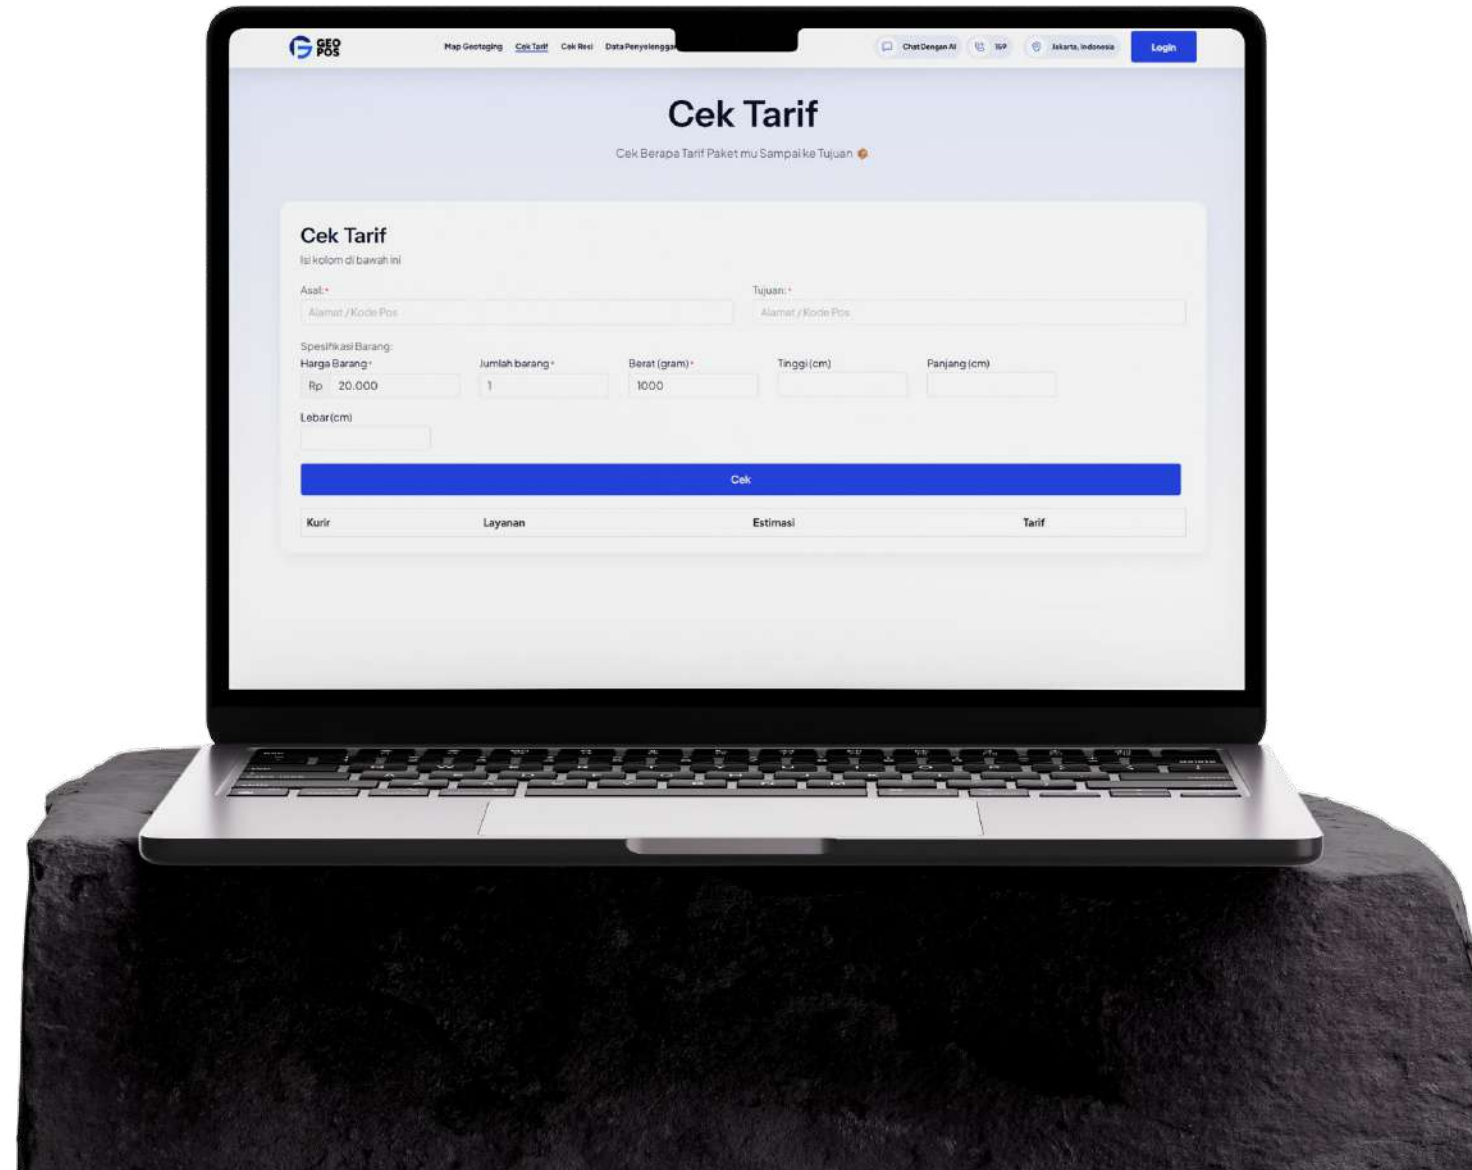 GEO
POS
Map Geotaging Cek Tarif Cek Resi Data Penyelenggar
Chat Dengan AI 159 Jakarta, Indonesia Login
Cek Tarif
Cek Berapa Tarif Paket mu Sampai ke Tujuan
Cek Tarif
Isi kolom di bawah ini
Asal:* Tujuan:*
Alamat / Kode Pos Alamat / Kode Pos
Spesifikasi Barang:
Harga Barang* Jumlah barang* Berat (gram)* Tinggi (cm) Panjang (cm)
Rp 20.000 1 1000
Lebar (cm)
Cek
Kurir Layanan Estimasi Tarif